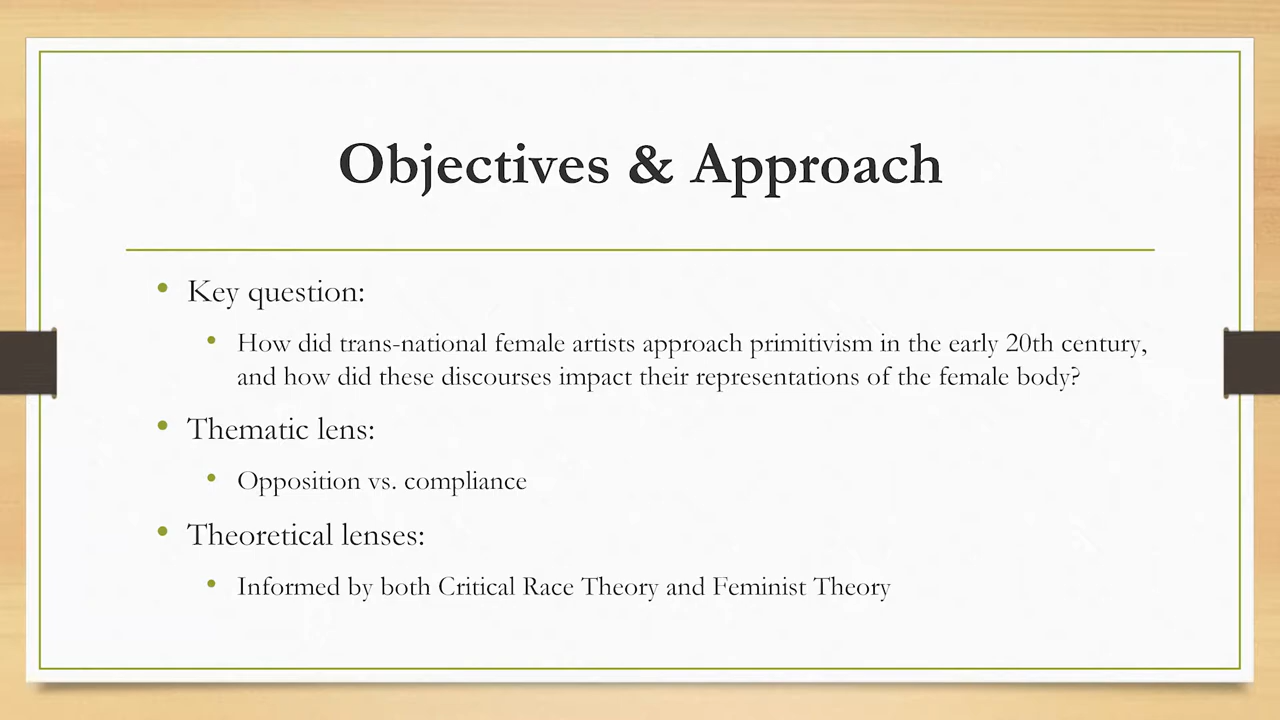 Objectives & Approach
• Key question:
• How did trans-national female artists approach primitivism in the early 20th century,
and how did these discourses impact their representations of the female body?
• Thematic lens:
• Opposition vs. compliance
• Theoretical lenses:
• Informed by both Critical Race Theory and Feminist Theory